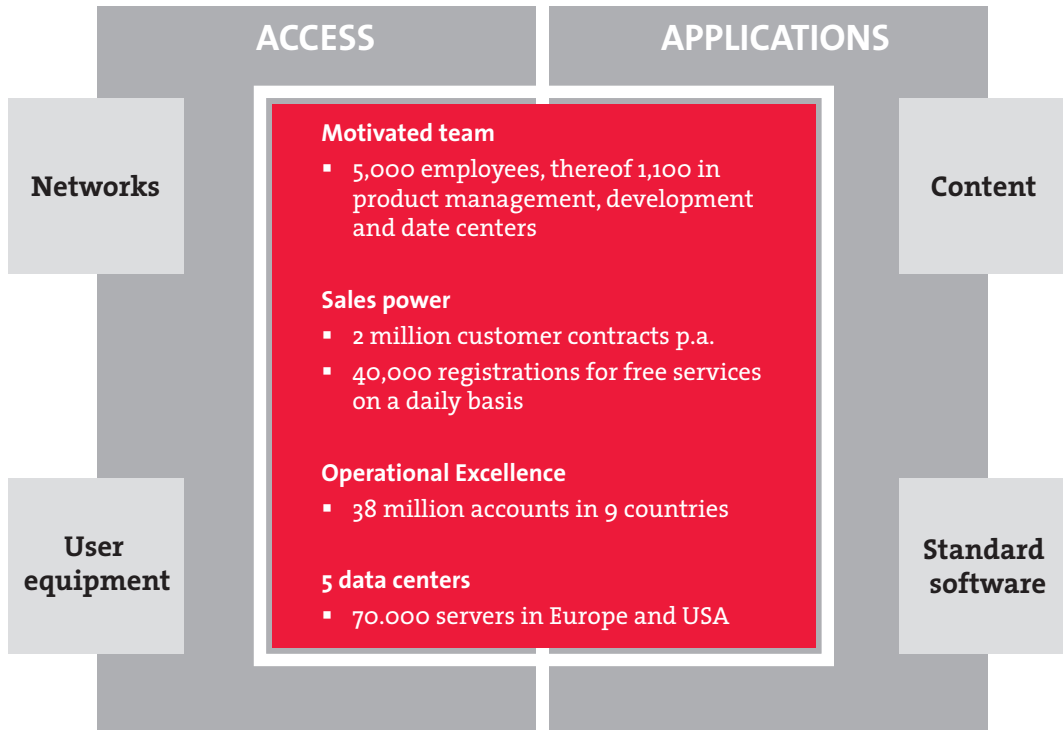 ACCESS
APPLICATIONS
Networks
User
equipment
Motivated team
▪ 5,000 employees, thereof 1,100 in
product management, development
and date centers
Sales power
▪ 2 million customer contracts p.a.
▪ 40,000 registrations for free services
on a daily basis
Operational Excellence
▪ 38 million accounts in 9 countries
5 data centers
▪ 70.000 servers in Europe and USA
Content
Standard
software